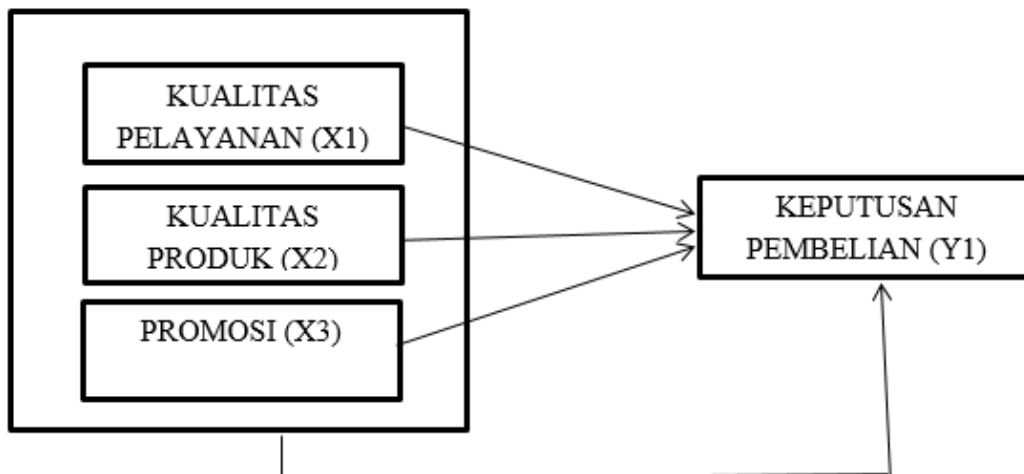 KUALITAS
PELAYANAN (X1)
KUALITAS
PRODUK (X2)
PROMOSI (X3)
KEPUTUSAN
PEMBELIAN (Y1)